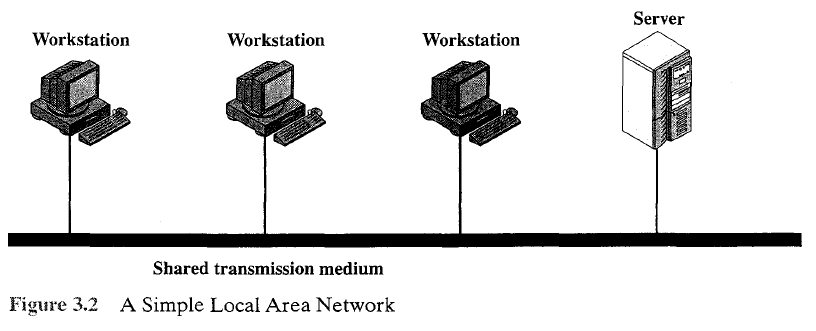 Server
Workstation Workstation Workstation
Shared transmission medium
Figure 3.2 A Simple Local Area Network